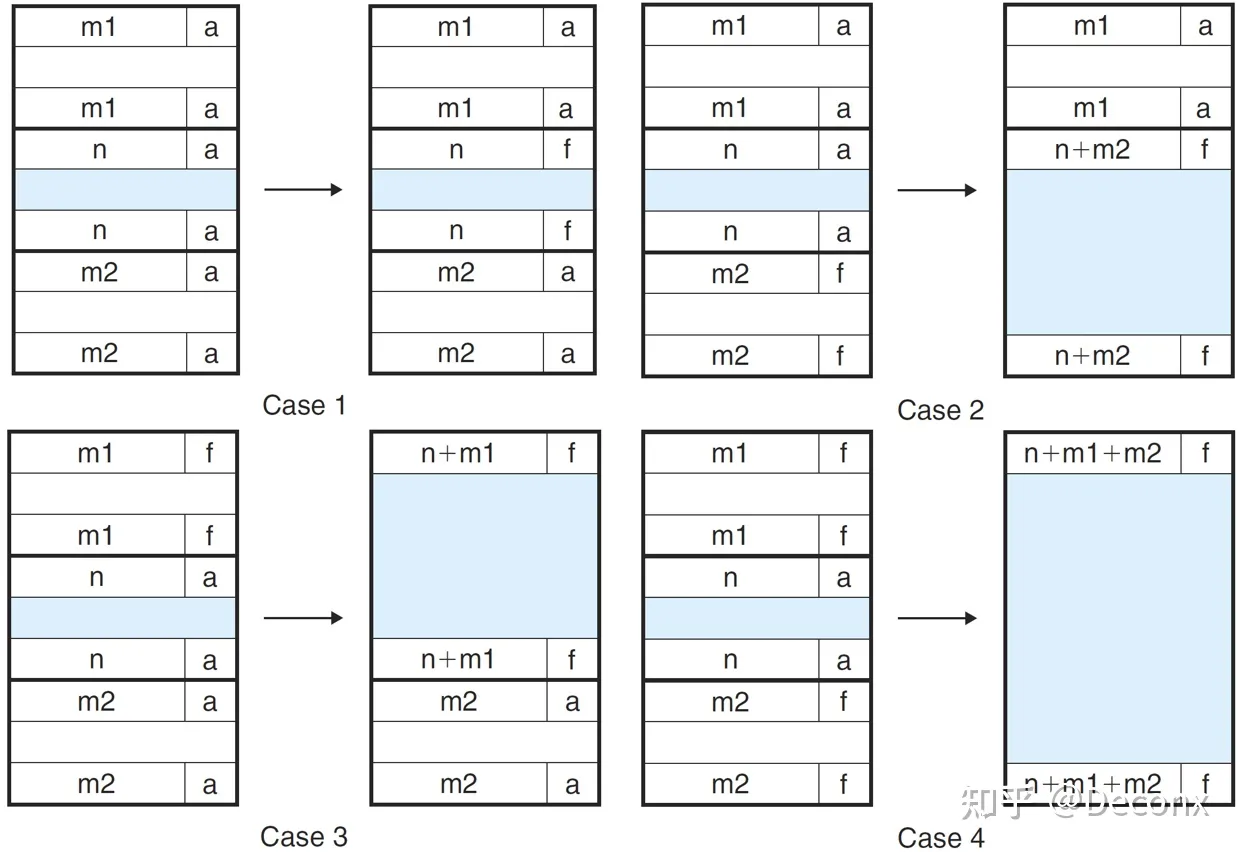 m1 a
m1 a
n a
n a
m2 a
m2 a
m1 a
m1 a
n f
n f
m2 a
m2 a
Case 1
m1 a
m1 a
n a
n a
m2 f
m2 f
m1 a
m1 a
n+m2 f
n+m2 f
Case 2
m1 f
m1 f
n a
n a
m2 a
m2 a
n+m1 f
n+m1 f
m2 a
m2 a
Case 3
m1 f
m1 f
n a
n a
m2 f
m2 f
n+m1+m2 f
n+m1+m2 f
Case 4
知乎 @Deconx